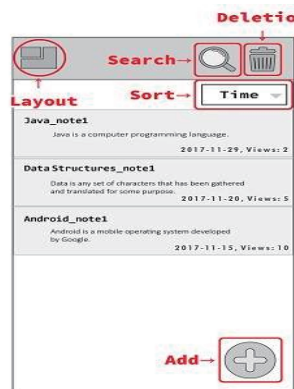 Deletio
Search→
Layout
Sort→
Time
Java_note1
Java is a computer programming language.
2017-11-29, Views: 2
Data Structures_note1
Data is any set of characters that has been gathered
and translated for some purpose.
2017-11-20, Views: 5
Android_note1
Android is a mobile operating system developed
by Google.
2017-11-15, Views: 10
Add→